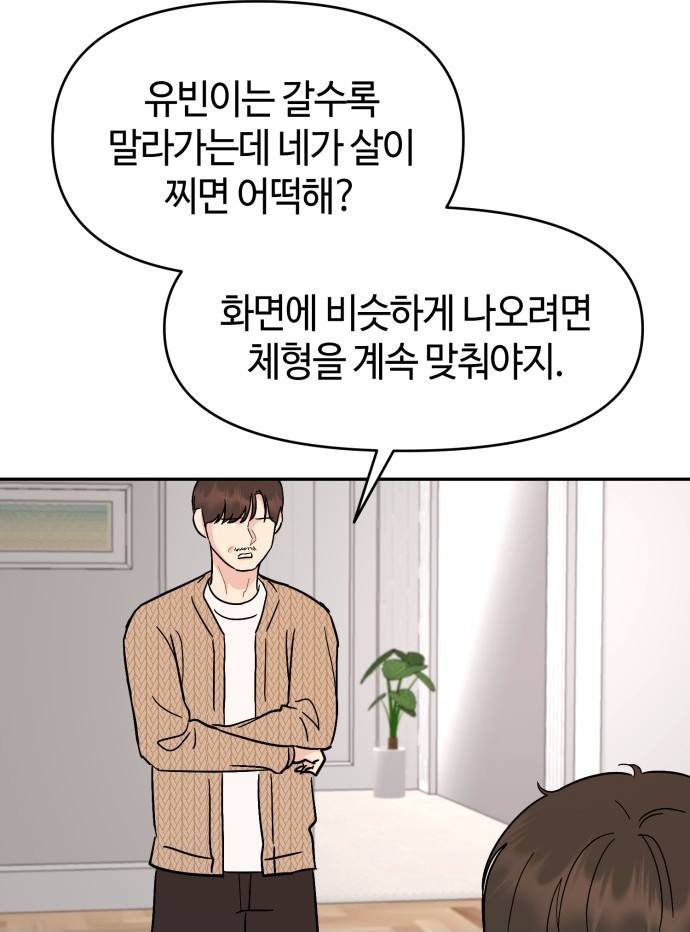 유빈이는 갈수록
말라가는데 네가 살이
찌면 어떡해?
화면에 비슷하게 나오려면
체형을 계속 맞춰야지.